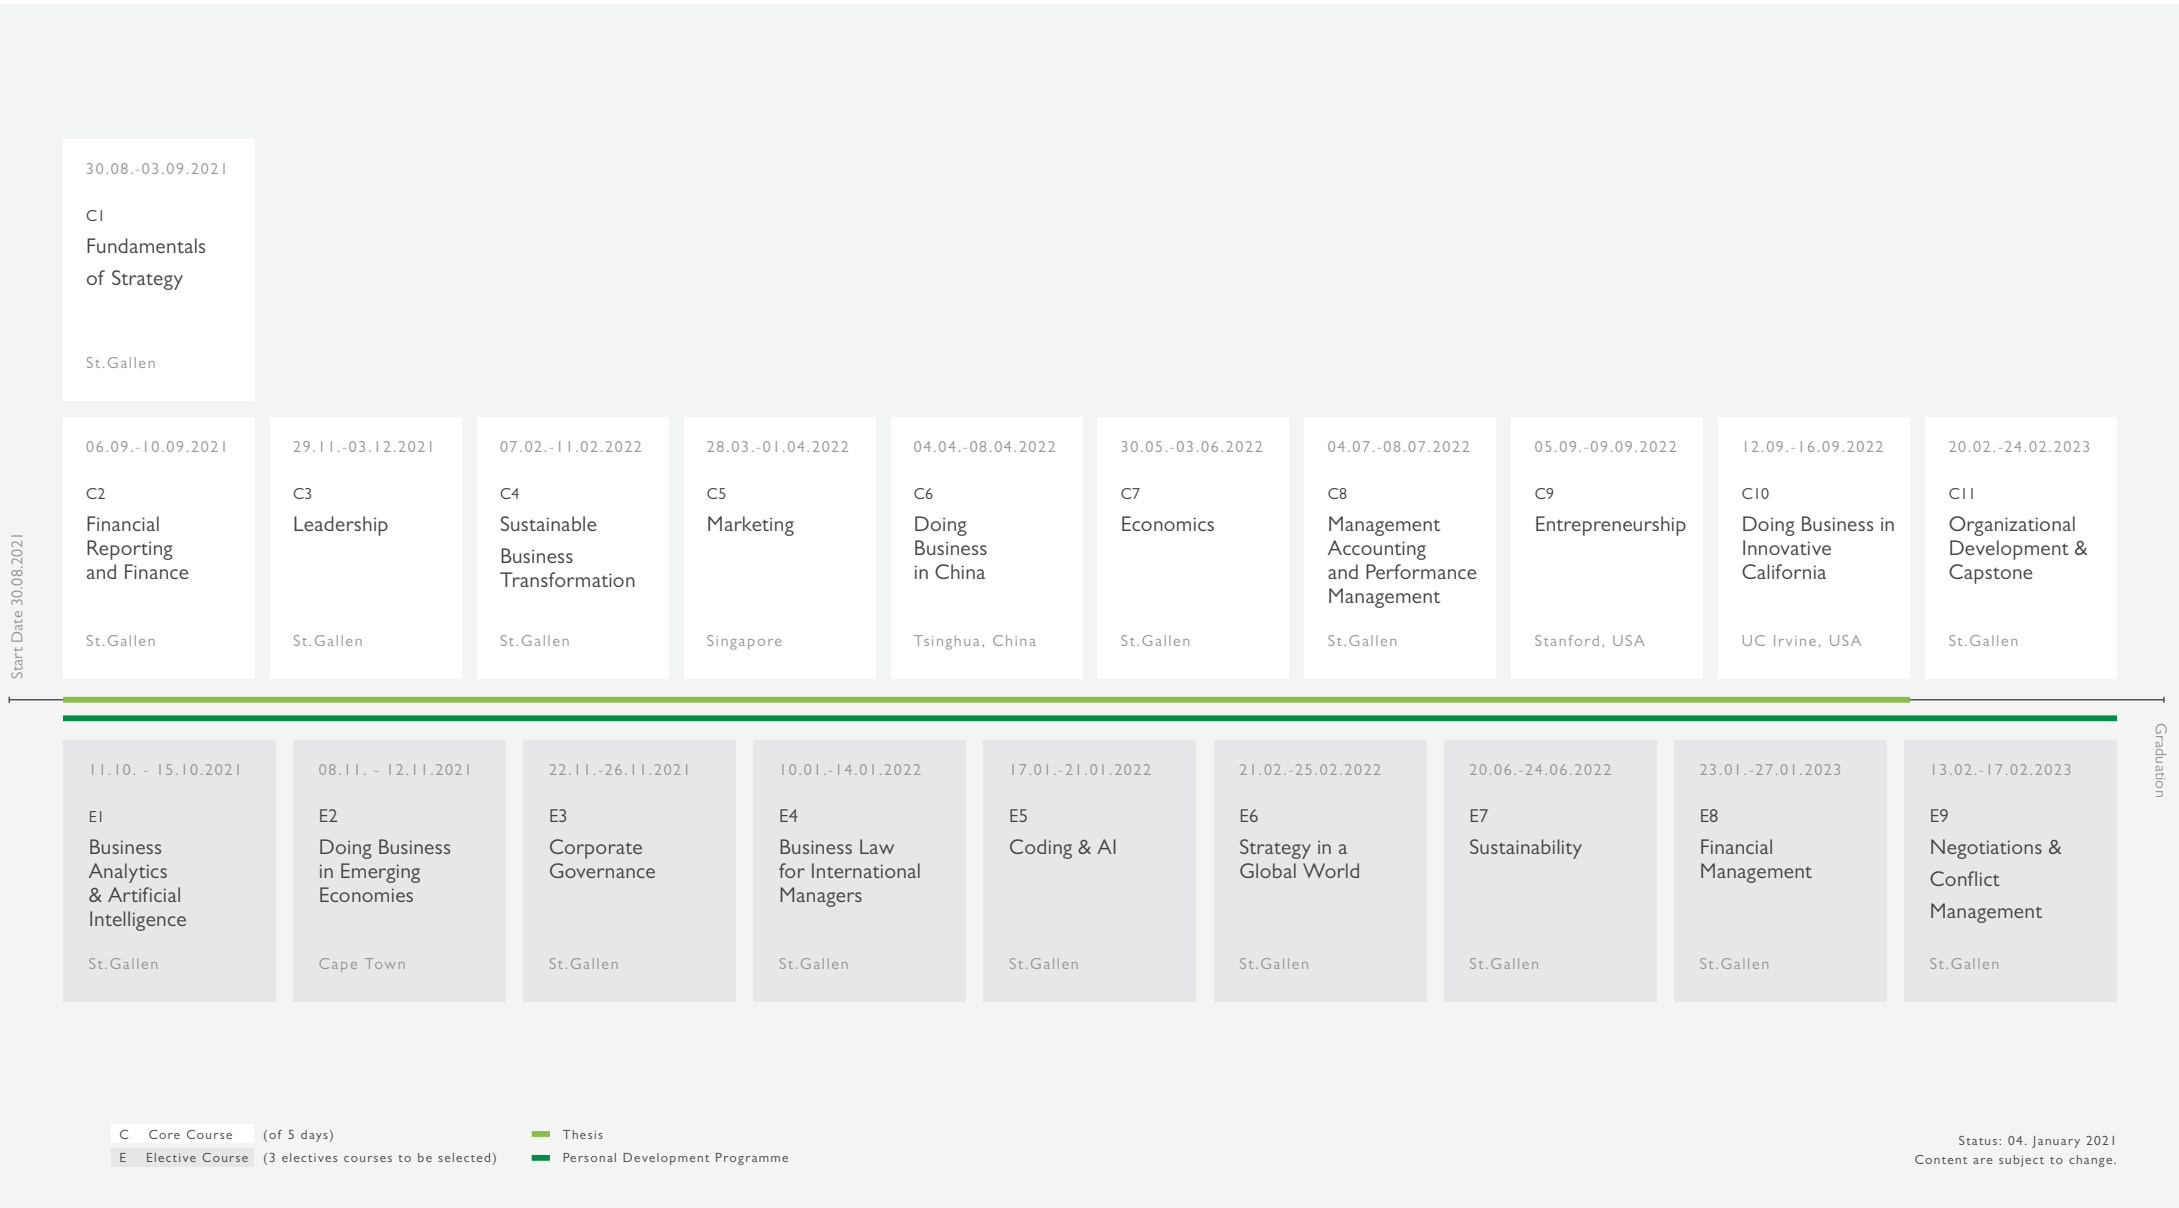 30.08.-03.09.2021
C1
Fundamentals
of Strategy
St.Gallen
06.09.-10.09.2021
C2
Financial
Reporting
and Finance
St.Gallen
29.11.-03.12.2021
C3
Leadership
St.Gallen
07.02.-11.02.2022
C4
Sustainable
Business
Transformation
St.Gallen
28.03.-01.04.2022
C5
Marketing
Singapore
04.04.-08.04.2022
C6
Doing
Business
in China
Tsinghua, China
30.05.-03.06.2022
C7
Economics
St.Gallen
04.07.-08.07.2022
C8
Management
Accounting
and Performance
Management
St.Gallen
05.09.-09.09.2022
C9
Entrepreneurship
Stanford, USA
12.09.-16.09.2022
C10
Doing Business in
Innovative
California
UC Irvine, USA
20.02.-24.02.2023
C11
Organizational
Development &
Capstone
St.Gallen
Start Date 30.08.2021
Graduation
11.10. - 15.10.2021
E1
Business
Analytics
& Artificial
Intelligence
St.Gallen
08.11. - 12.11.2021
E2
Doing Business
in Emerging
Economies
Cape Town
22.11.-26.11.2021
E3
Corporate
Governance
St.Gallen
10.01.-14.01.2022
E4
Business Law
for International
Managers
St.Gallen
17.01.-21.01.2022
E5
Coding & AI
St.Gallen
21.02.-25.02.2022
E6
Strategy in a
Global World
St.Gallen
20.06.-24.06.2022
E7
Sustainability
St.Gallen
23.01.-27.01.2023
E8
Financial
Management
St.Gallen
13.02.-17.02.2023
E9
Negotiations &
Conflict
Management
St.Gallen
C Core Course (of 5 days)
E Elective Course (3 electives courses to be selected)
Thesis
Personal Development Programme
Status: 04. January 2021
Content are subject to change.